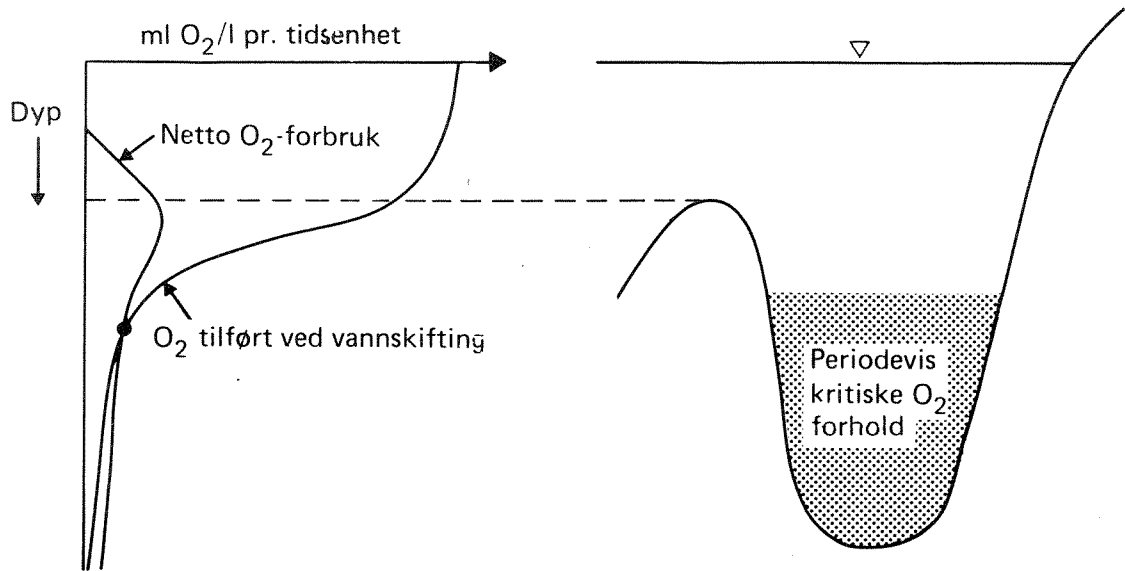 ml O₂/l pr. tidsenhet
Dyp
Netto O₂-forbruk
O₂ tilført ved vannskifting
Periodevis
kritiske O₂
forhold